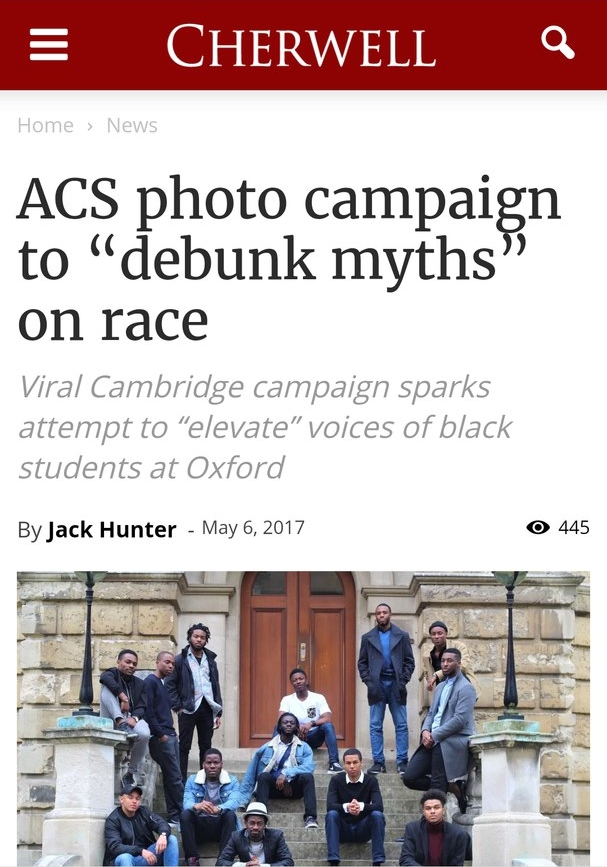 CHERWELL
Home › News
ACS photo campaign
to “debunk myths”
on race
Viral Cambridge campaign sparks
attempt to “elevate” voices of black
students at Oxford
By Jack Hunter - May 6, 2017 445